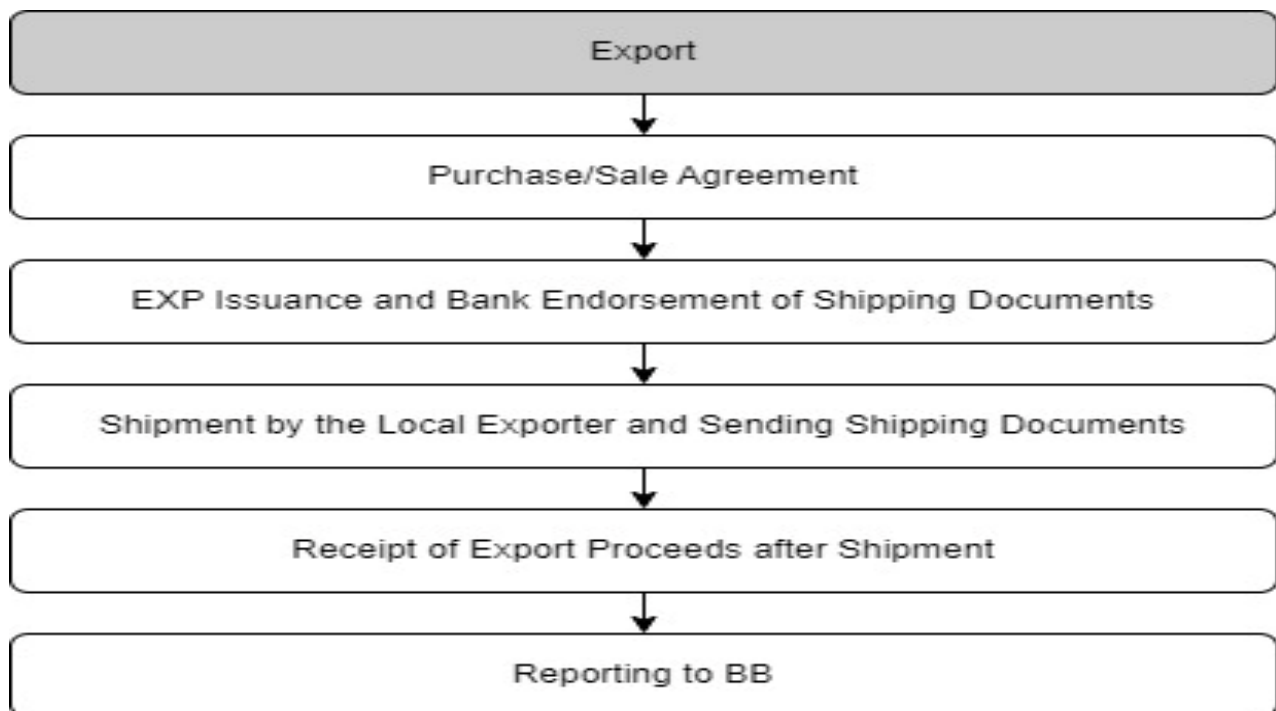 Export
Purchase/Sale Agreement
EXP Issuance and Bank Endorsement of Shipping Documents
Shipment by the Local Exporter and Sending Shipping Documents
Receipt of Export Proceeds after Shipment
Reporting to BB